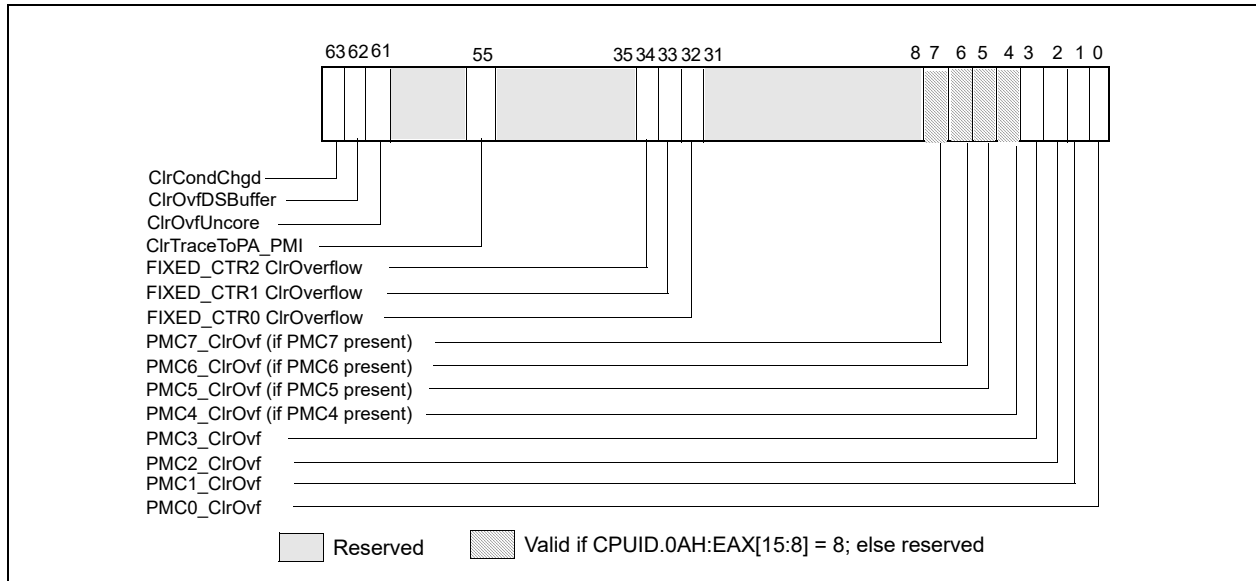 63 62 61 55 35 34 33 32 31 8 7 6 5 4 3 2 1 0
ClrCondChgd
ClrOvfDSBuffer
ClrOvfUncore
ClrTraceToPA_PMI
FIXED_CTR2 ClrOverflow
FIXED_CTR1 ClrOverflow
FIXED_CTR0 ClrOverflow
PMC7_ClrOvf (if PMC7 present)
PMC6_ClrOvf (if PMC6 present)
PMC5_ClrOvf (if PMC5 present)
PMC4_ClrOvf (if PMC4 present)
PMC3_ClrOvf
PMC2_ClrOvf
PMC1_ClrOvf
PMC0_ClrOvf
Reserved Valid if CPUID.0AH:EAX[15:8] = 8; else reserved